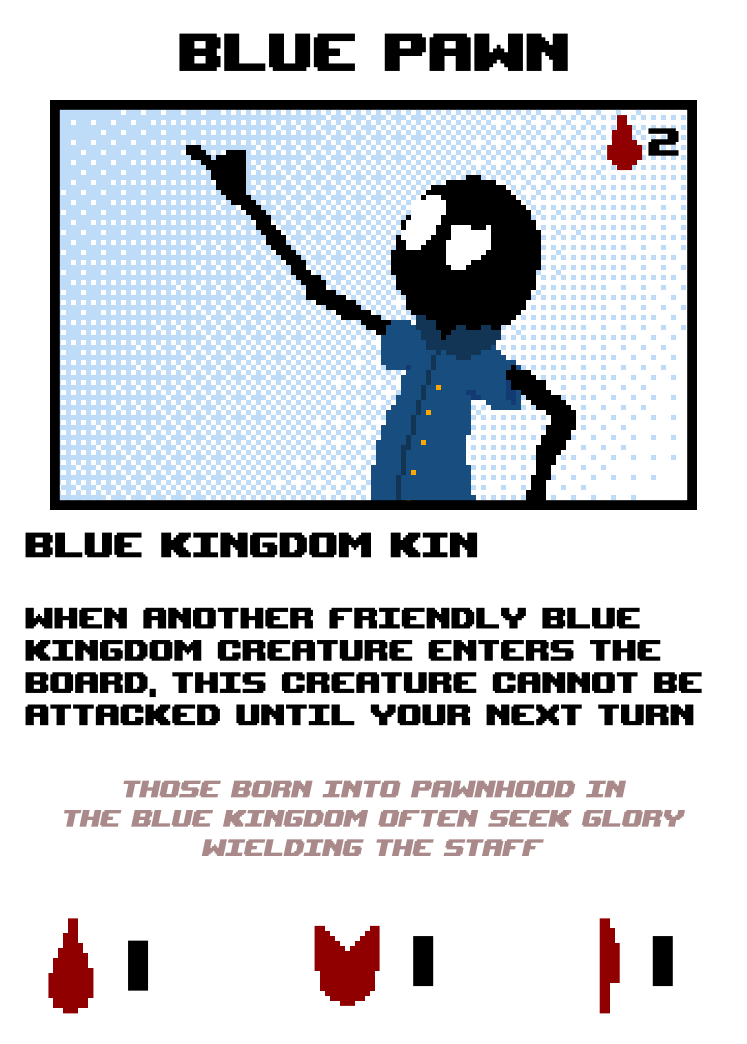 BLUE PAWN
2
BLUE KINGDOM KIN
WHEN ANOTHER FRIENDLY BLUE
KINGDOM CREATURE ENTERS THE
BOARD, THIS CREATURE CANNOT BE
ATTACKED UNTIL YOUR NEXT TURN
THOSE BORN INTO PAWNHOOD IN
THE BLUE KINGDOM OFTEN SEEK GLORY
WIELDING THE STAFF
1 1 1